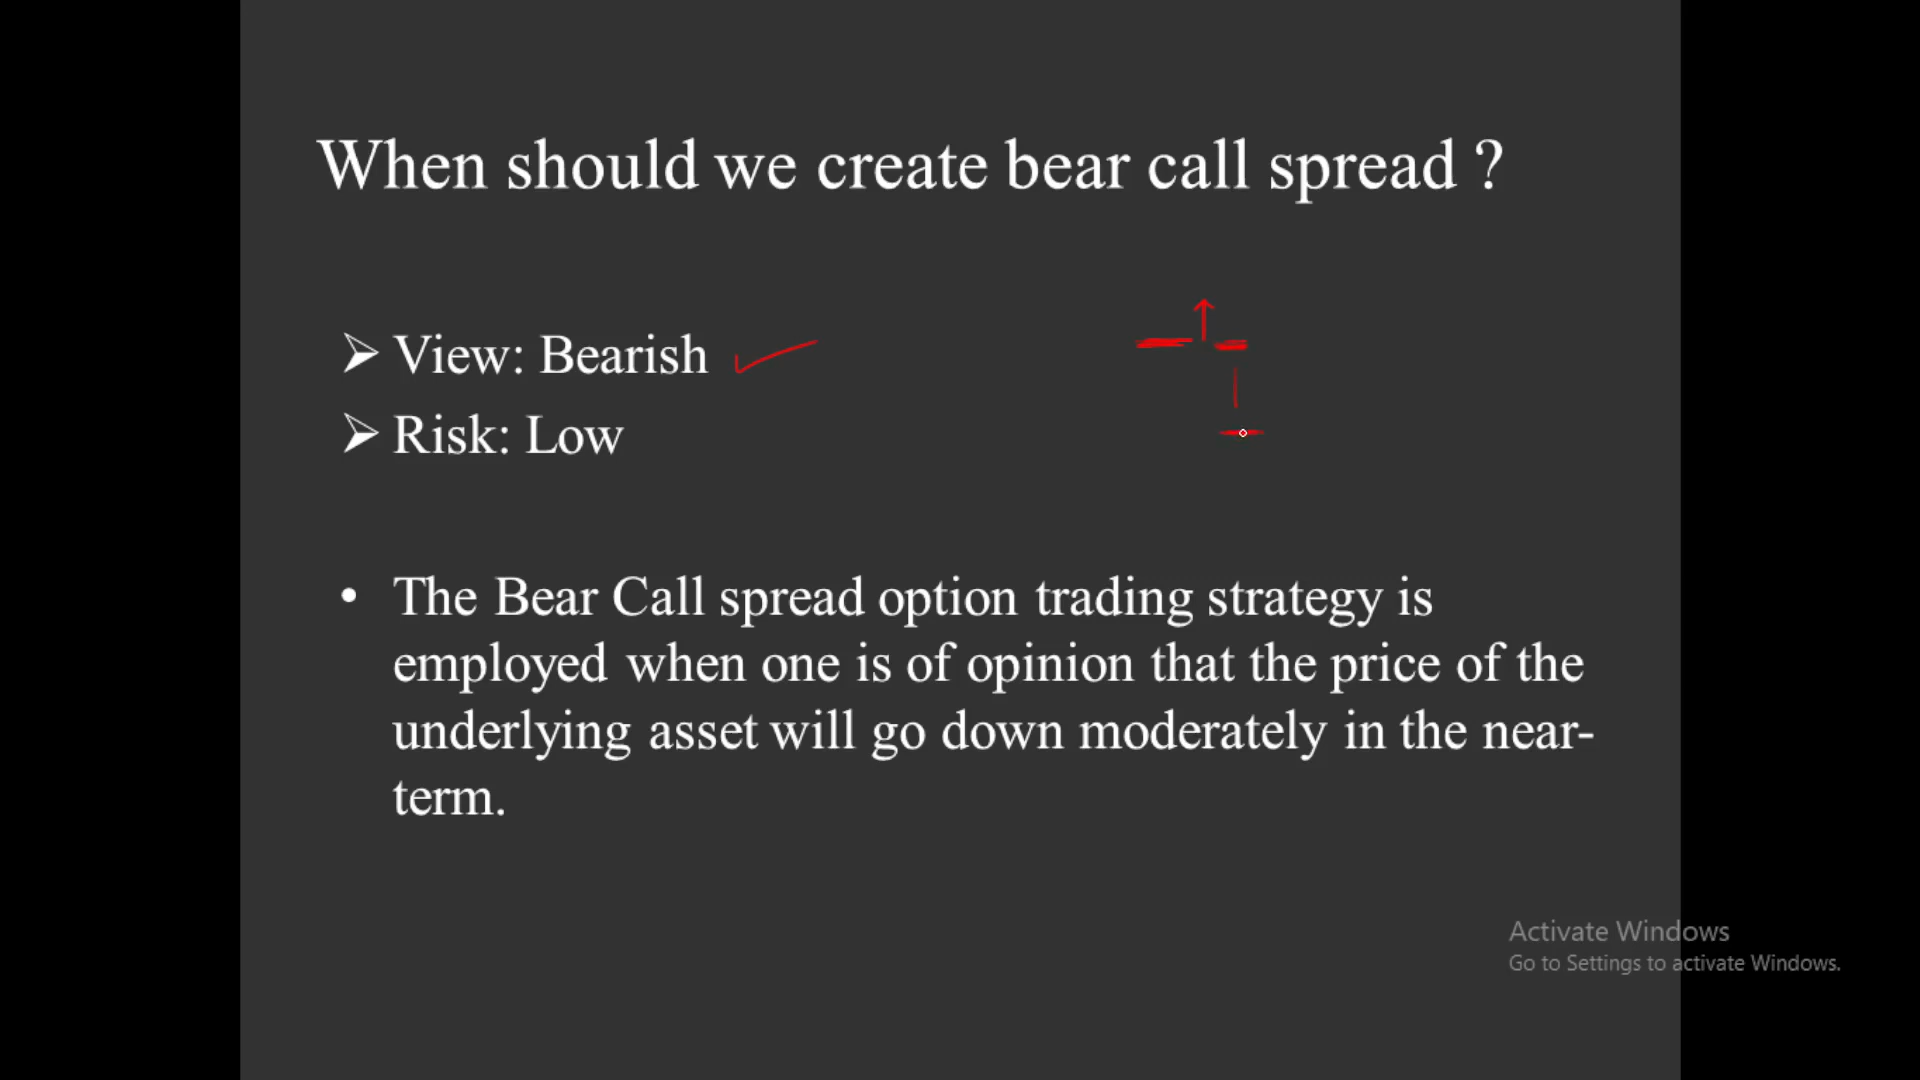 When should we create bear call spread ?
➢ View: Bearish
➢ Risk: Low
• The Bear Call spread option trading strategy is
employed when one is of opinion that the price of the
underlying asset will go down moderately in the near-
term.
Activate Windows
Go to Settings to activate Windows.